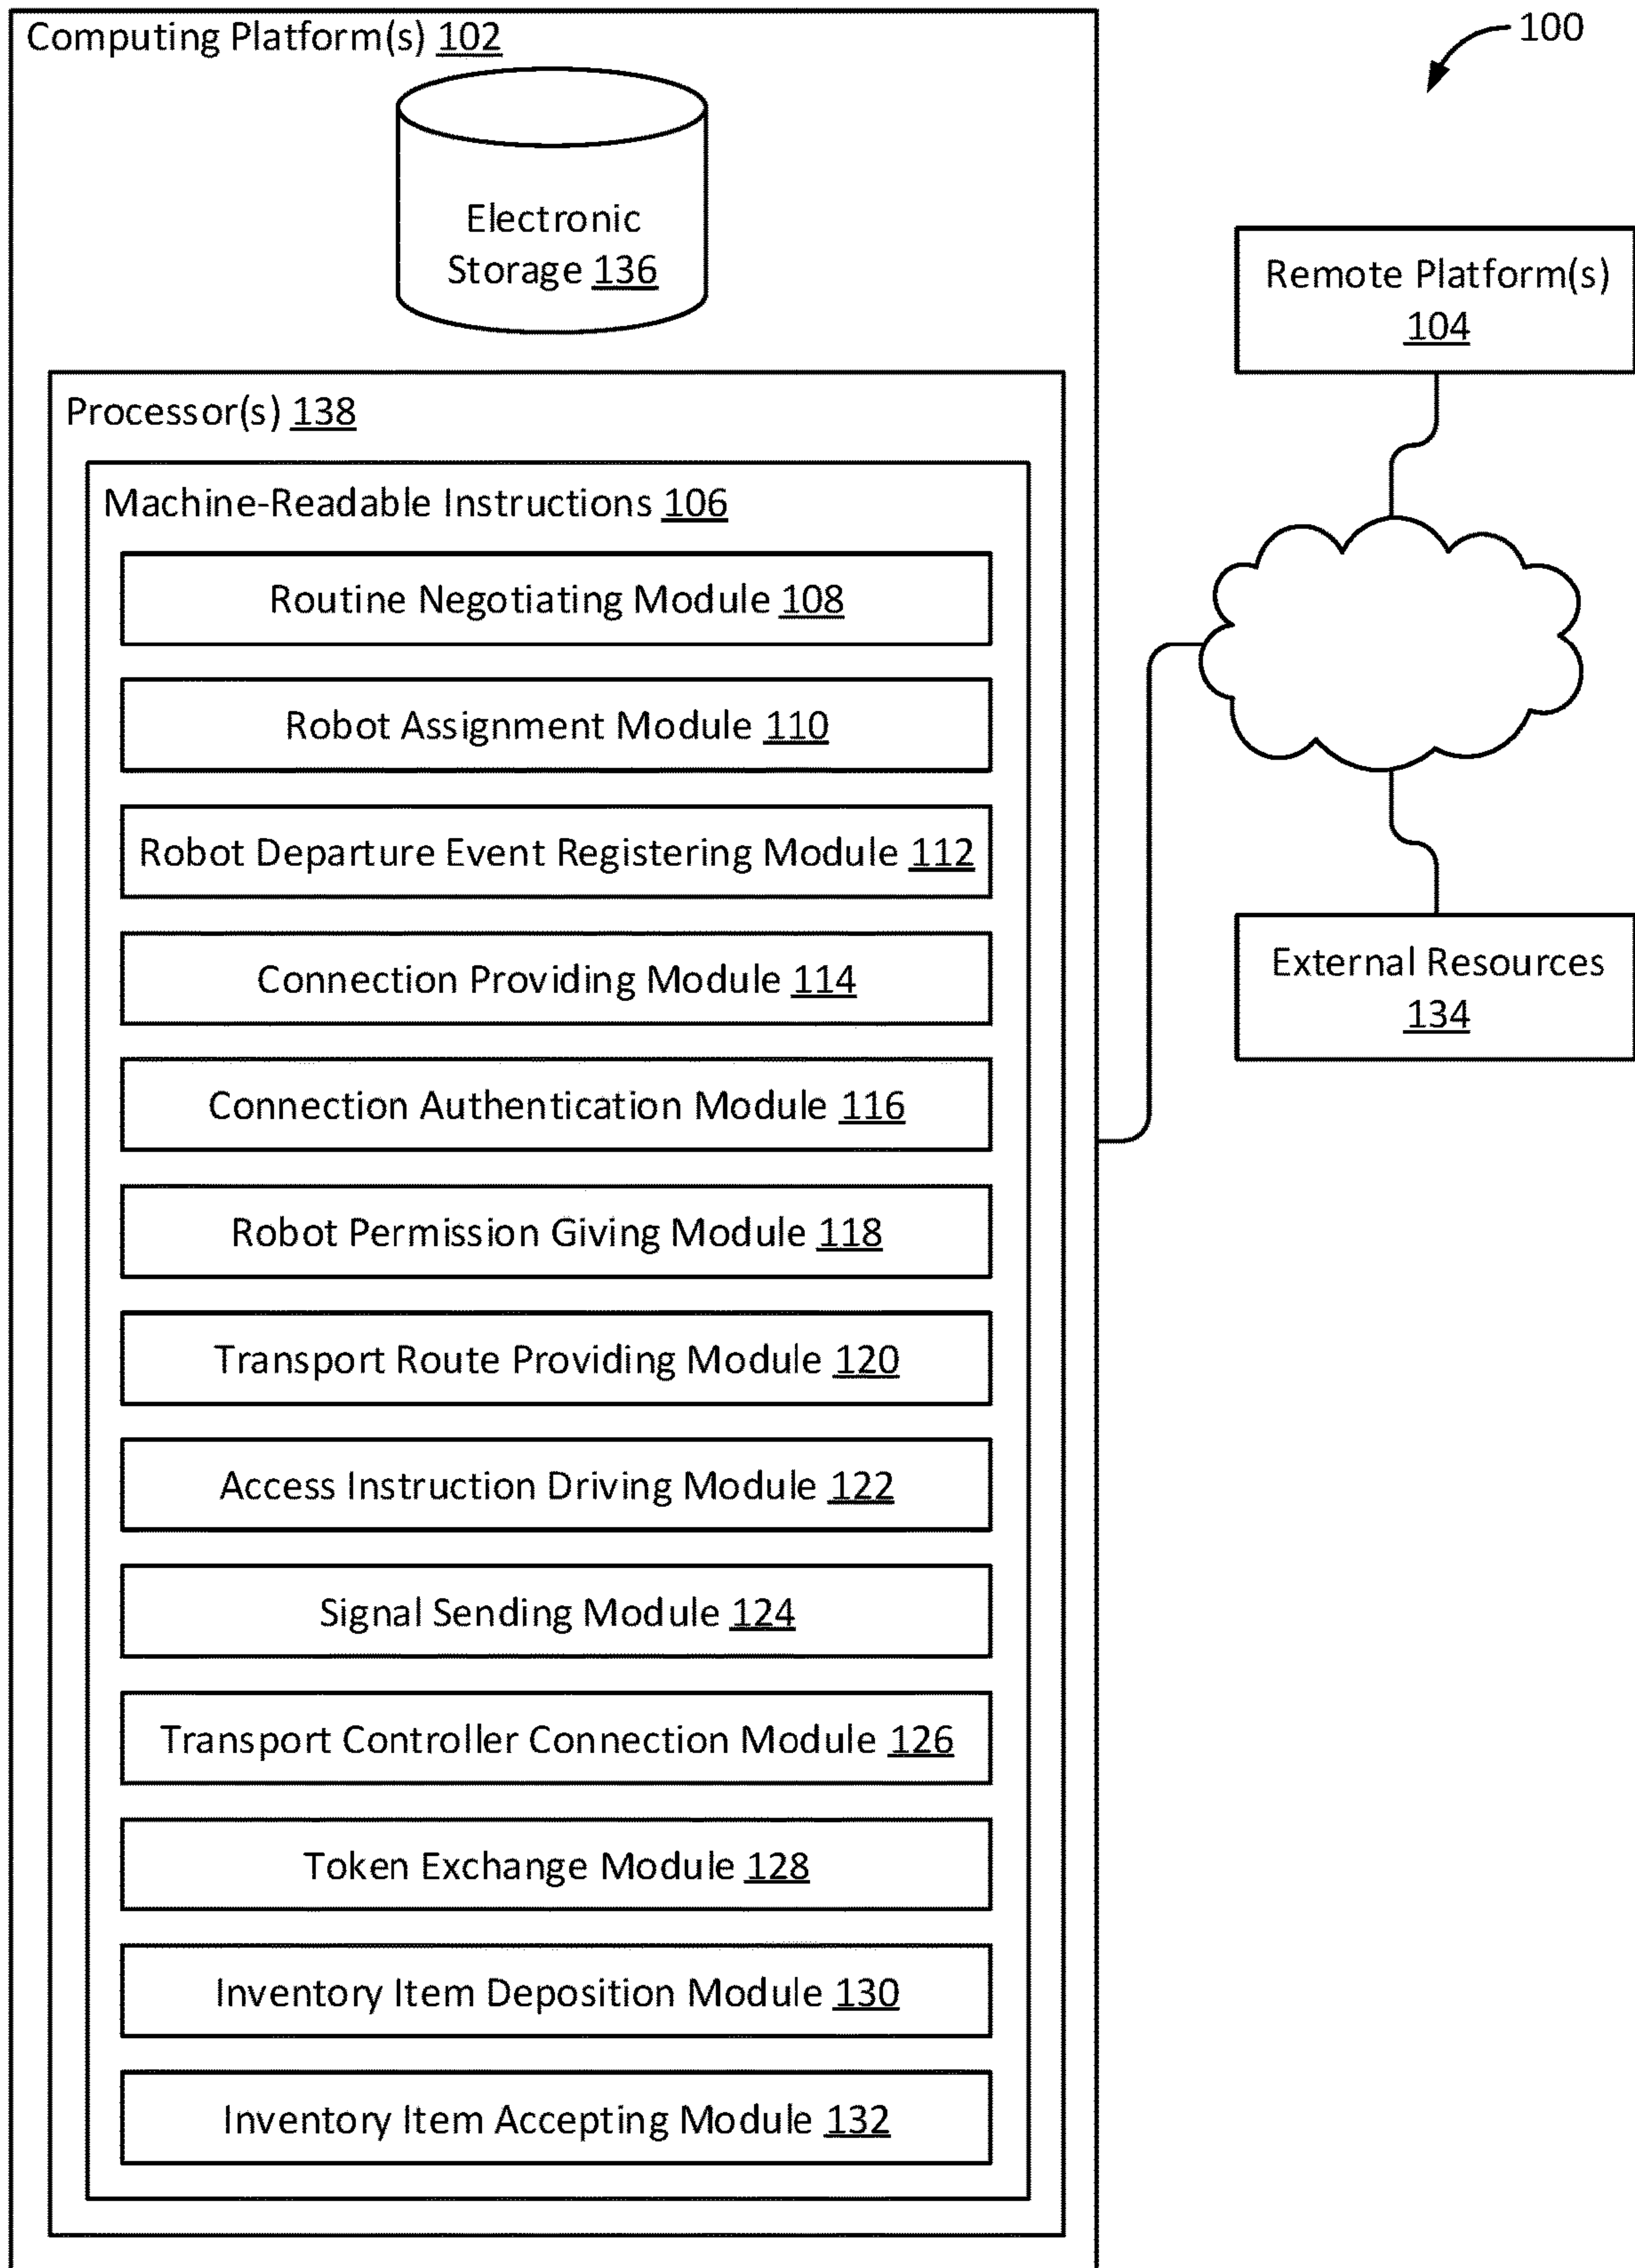 Computing Platform(s) 102
100
Electronic
Storage 136
Remote Platform(s)
104
Processor(s) 138
Machine-Readable Instructions 106
Routine Negotiating Module 108
Robot Assignment Module 110
Robot Departure Event Registering Module 112
Connection Providing Module 114
External Resources
134
Connection Authentication Module 116
Robot Permission Giving Module 118
Transport Route Providing Module 120
Access Instruction Driving Module 122
Signal Sending Module 124
Transport Controller Connection Module 126
Token Exchange Module 128
Inventory Item Deposition Module 130
Inventory Item Accepting Module 132